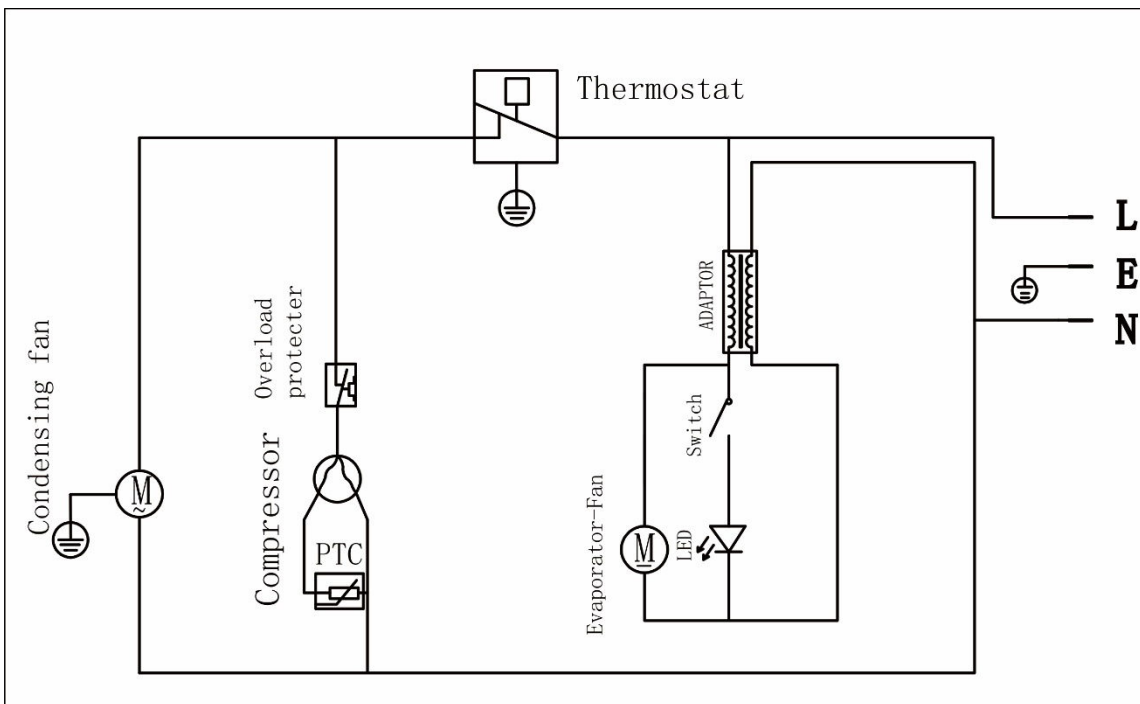 Thermostat
L
E
N
ADAPTOR
Overload
protecter
Condensing fan
Switch
Compressor
M
~
PTC
Evaporator-Fan
M
LED